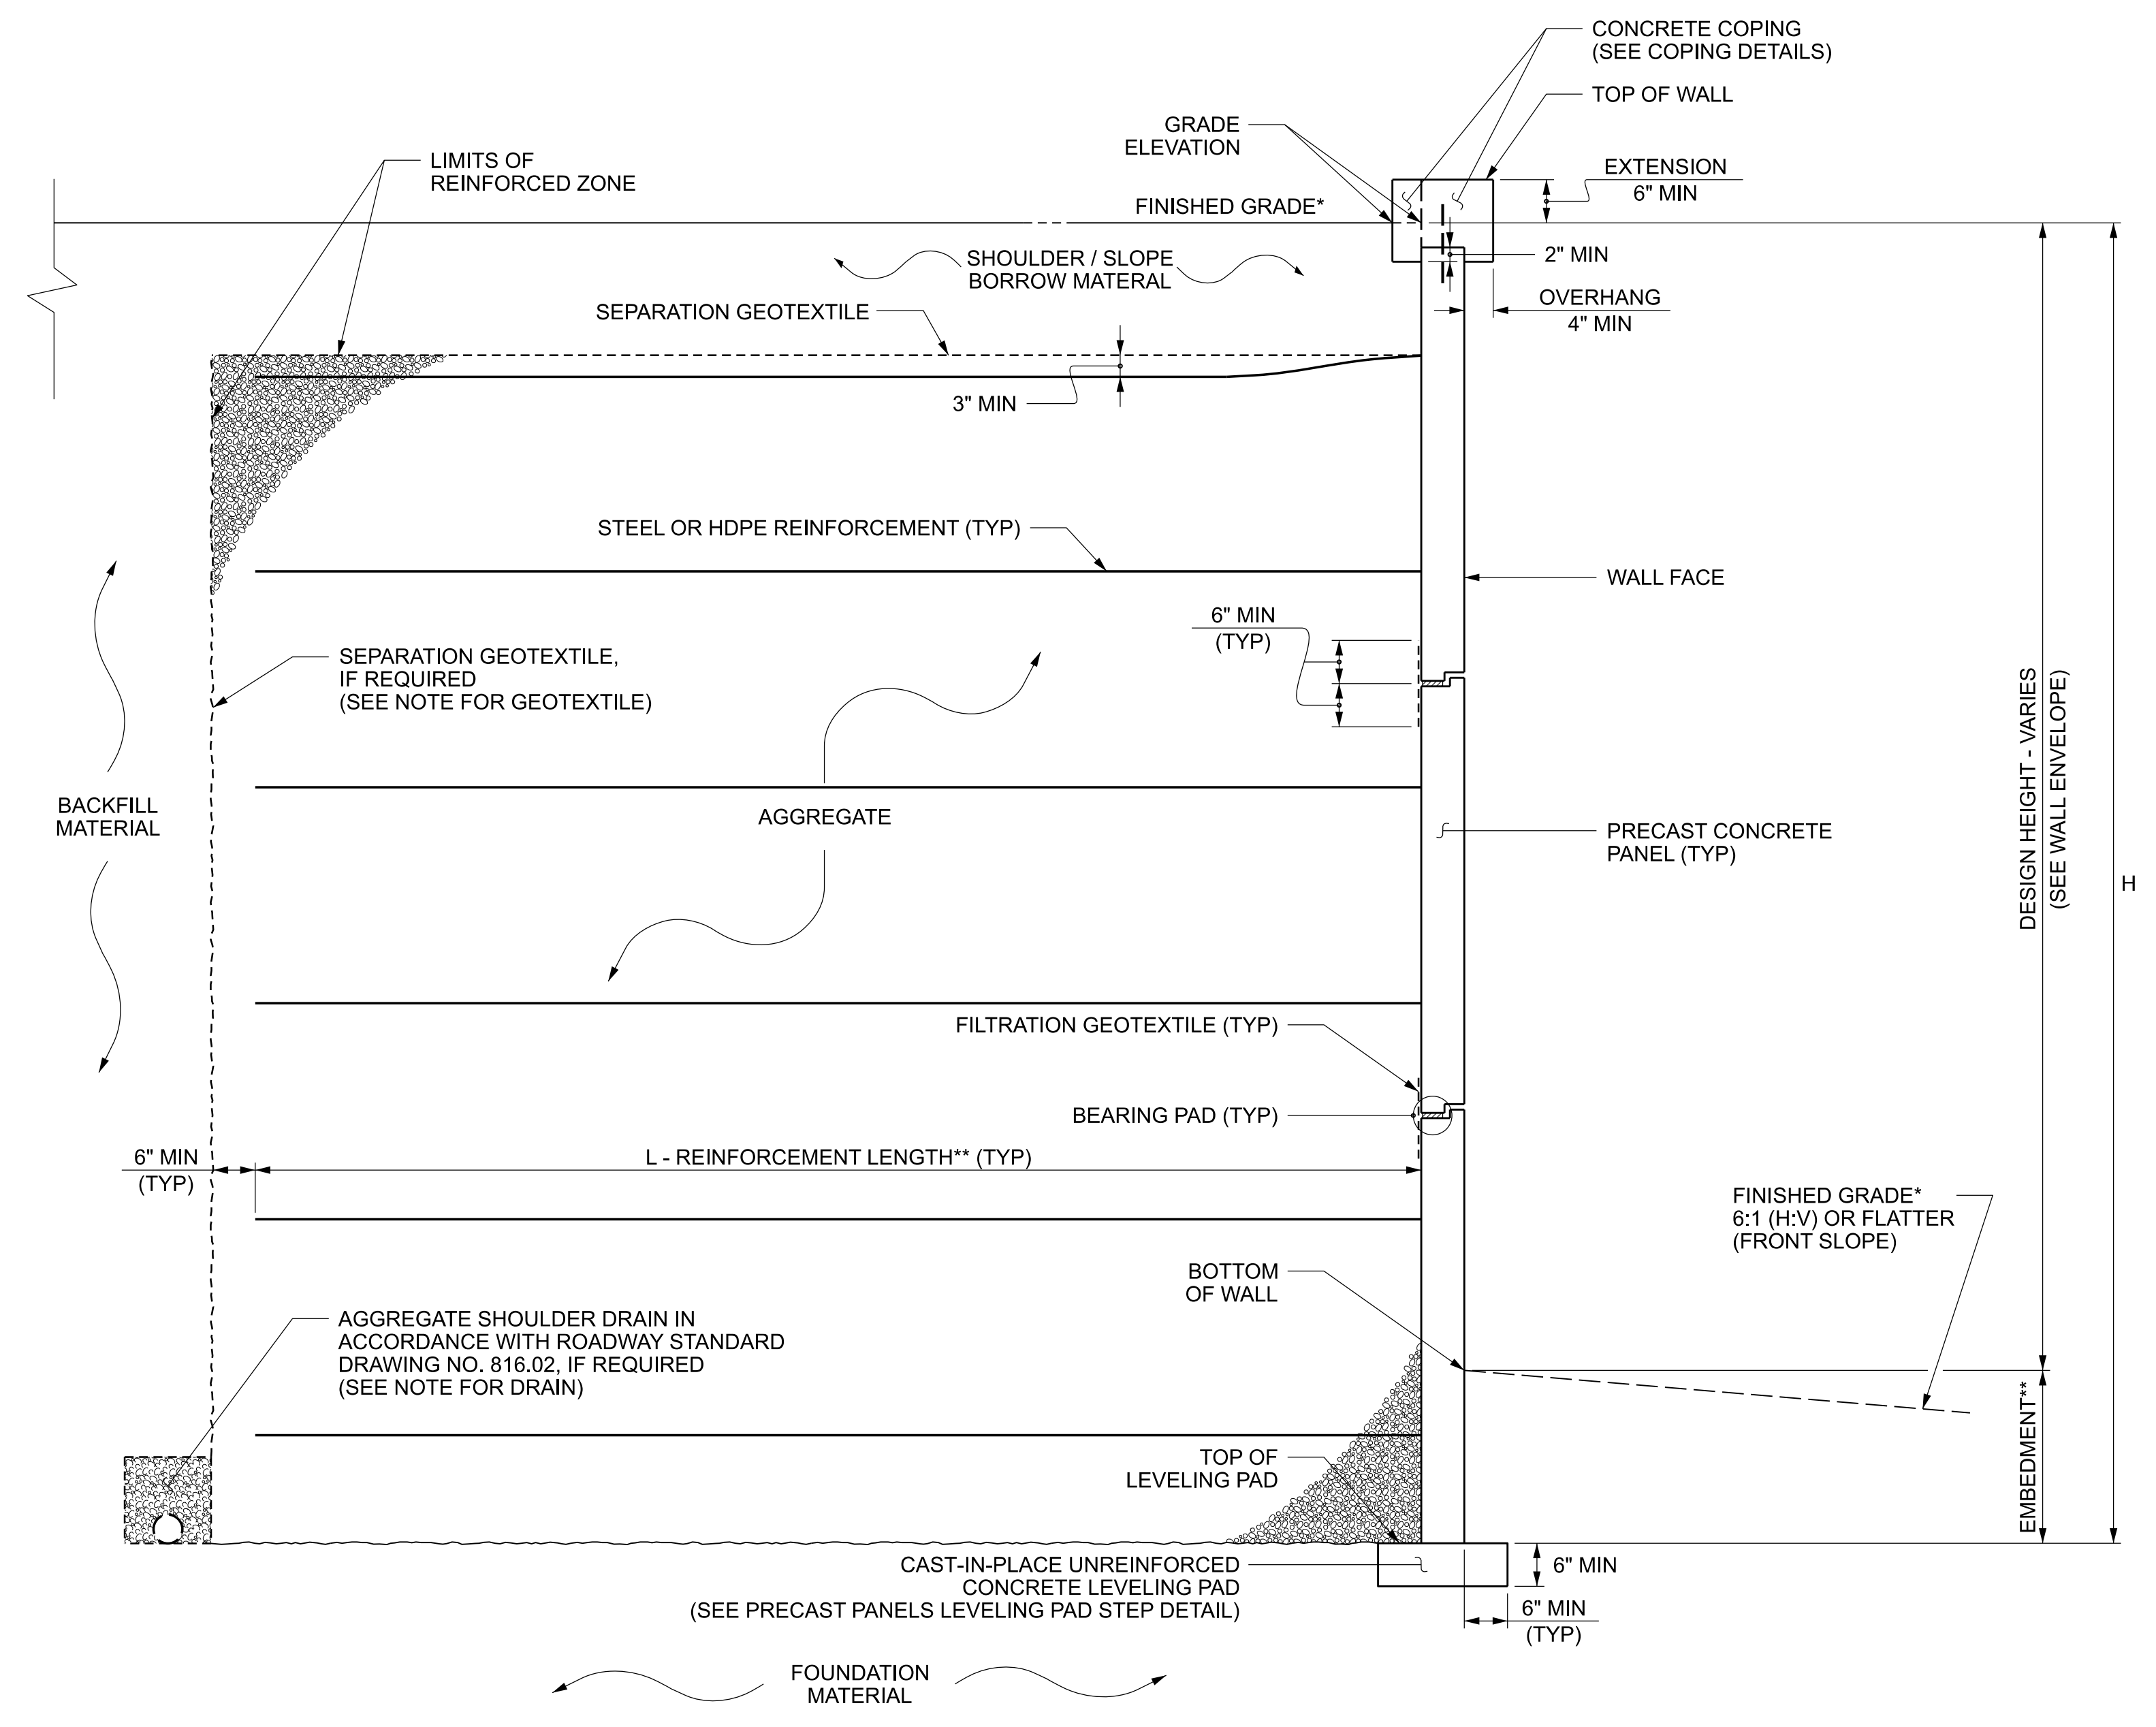 CONCRETE COPING
(SEE COPING DETAILS)
TOP OF WALL
GRADE
ELEVATION
LIMITS OF
REINFORCED ZONE
EXTENSION
6" MIN
FINISHED GRADE*
SHOULDER / SLOPE
BORROW MATERAL
2" MIN
OVERHANG
4" MIN
SEPARATION GEOTEXTILE
3" MIN
STEEL OR HDPE REINFORCEMENT (TYP)
WALL FACE
6" MIN
(TYP)
SEPARATION GEOTEXTILE,
IF REQUIRED
(SEE NOTE FOR GEOTEXTILE)
DESIGN HEIGHT - VARIES
(SEE WALL ENVELOPE)
H
BACKFILL
MATERIAL
AGGREGATE
PRECAST CONCRETE
PANEL (TYP)
FILTRATION GEOTEXTILE (TYP)
BEARING PAD (TYP)
6" MIN
(TYP)
L - REINFORCEMENT LENGTH** (TYP)
FINISHED GRADE*
6:1 (H:V) OR FLATTER
(FRONT SLOPE)
BOTTOM
OF WALL
AGGREGATE SHOULDER DRAIN IN
ACCORDANCE WITH ROADWAY STANDARD
DRAWING NO. 816.02, IF REQUIRED
(SEE NOTE FOR DRAIN)
EMBEDMENT**
TOP OF
LEVELING PAD
CAST-IN-PLACE UNREINFORCED
CONCRETE LEVELING PAD
(SEE PRECAST PANELS LEVELING PAD STEP DETAIL)
6" MIN
6" MIN
(TYP)
FOUNDATION
MATERIAL